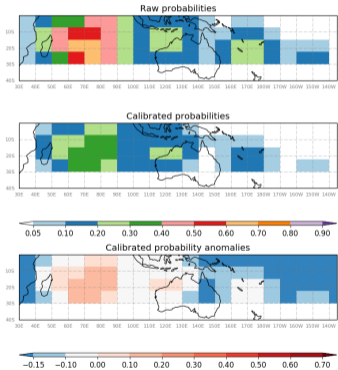 Raw probabilities
10S
20S
30S
40S
30E 40E 50E 60E 70E 80E 90E 100E 110E 120E 130E 140E 150E 160E 170E 180W 170W 160W 150W 140W
Calibrated probabilities
10S
20S
30S
40S
30E 40E 50E 60E 70E 80E 90E 100E 110E 120E 130E 140E 150E 160E 170E 180W 170W 160W 150W 140W
0.05 0.10 0.20 0.30 0.40 0.50 0.60 0.70 0.80 0.90
Calibrated probability anomalies
10S
20S
30S
40S
30E 40E 50E 60E 70E 80E 90E 100E 110E 120E 130E 140E 150E 160E 170E 180W 170W 160W 150W 140W
−0.15 −0.10 0.00 0.10 0.20 0.30 0.40 0.50 0.60 0.70